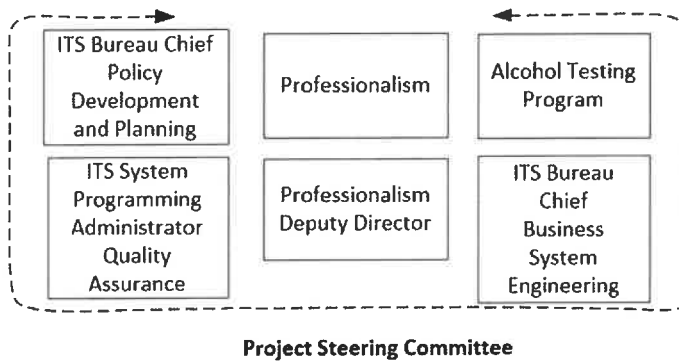 ITS Bureau Chief
Policy
Development
and Planning
Professionalism
Alcohol Testing
Program
ITS System
Programming
Administrator
Quality
Assurance
Professionalism
Deputy Director
ITS Bureau
Chief
Business
System
Engineering
Project Steering Committee